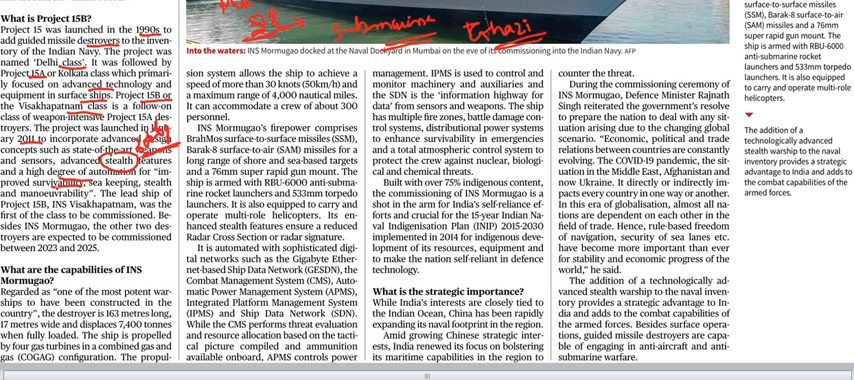 submarine Ghazi
Into the waters: INS Mormugao docked at the Naval Dockyard in Mumbai on the eve of its commissioning into the Indian Navy. AFP
What is Project 15B?
Project 15 was launched in the 1990s to
add guided missile destroyers to the inven-
tory of the Indian Navy. The project was
named ‘Delhi class’. It was followed by
Project 15A or Kolkata class which primari-
ly focused on advanced technology and
equipment in surface ships. Project 15B or
the Visakhapatnam class is a follow-on
class of weapon-intensive Project 15A des-
troyers. The project was launched in
ary 2011 to incorporate advanced design
concepts such as state-of-the-art weapons
and sensors, advanced stealth features
and a high degree of automation for “im-
proved survivability, sea keeping, stealth
and manoeuvrability”. The lead ship of
Project 15B, INS Visakhapatnam, was the
first of the class to be commissioned. Be-
sides INS Mormugao, the other two des-
troyers are expected to be commissioned
between 2023 and 2025.
What are the capabilities of INS
Mormugao?
Regarded as “one of the most potent war-
ships to have been constructed in the
country”, the destroyer is 163 metres long,
17 metres wide and displaces 7,400 tonnes
when fully loaded. The ship is propelled
by four gas turbines in a combined gas and
gas (COGAG) configuration. The propul-
sion system allows the ship to achieve a
speed of more than 30 knots (50km/h) and
a maximum range of 4,000 nautical miles.
It can accommodate a crew of about 300
personnel.
INS Mormugao’s firepower comprises
BrahMos surface-to-surface missiles (SSM),
Barak-8 surface-to-air (SAM) missiles for a
long range of shore and sea-based targets
and a 76mm super rapid gun mount. The
ship is armed with RBU-6000 anti-subma-
rine rocket launchers and 533mm torpedo
launchers. It is also equipped to carry and
operate multi-role helicopters. Its en-
hanced stealth features ensure a reduced
Radar Cross Section or radar signature.
It is automated with sophisticated digi-
tal networks such as the Gigabyte Ether-
net-based Ship Data Network (GESDN), the
Combat Management System (CMS), Auto-
matic Power Management System (APMS),
Integrated Platform Management System
(IPMS) and Ship Data Network (SDN).
While the CMS performs threat evaluation
and resource allocation based on the tacti-
cal picture compiled and ammunition
available onboard, APMS controls power
management. IPMS is used to control and
monitor machinery and auxiliaries and
the SDN is the ‘information highway for
data’ from sensors and weapons. The ship
has multiple fire zones, battle damage con-
trol systems, distributional power systems
to enhance survivability in emergencies
and a total atmospheric control system to
protect the crew against nuclear, biologi-
cal and chemical threats.
Built with over 75% indigenous content,
the commissioning of INS Mormugao is a
shot in the arm for India’s self-reliance ef-
forts and crucial for the 15-year Indian Na-
val Indigenisation Plan (INIP) 2015-2030
implemented in 2014 for indigenous devel-
opment of its resources, equipment and
to make the nation self-reliant in defence
technology.
What is the strategic importance?
While India’s interests are closely tied to
the Indian Ocean, China has been rapidly
expanding its naval footprint in the region.
Amid growing Chinese strategic inter-
ests, India renewed its focus on bolstering
its maritime capabilities in the region to
counter the threat.
During the commissioning ceremony of
INS Mormugao, Defence Minister Rajnath
Singh reiterated the government’s resolve
to prepare the nation to deal with any sit-
uation arising due to the changing global
scenario. “Economic, political and trade
relations between countries are constantly
evolving. The COVID-19 pandemic, the sit-
uation in the Middle East, Afghanistan and
now Ukraine. It directly or indirectly im-
pacts every country in one way or another.
In this era of globalisation, almost all na-
tions are dependent on each other in the
field of trade. Hence, rule-based freedom
of navigation, security of sea lanes etc.
have become more important than ever
for stability and economic progress of the
world,” he said.
The addition of a technologically ad-
vanced stealth warship to the naval inven-
tory provides a strategic advantage to In-
dia and adds to the combat capabilities of
the armed forces. Besides surface opera-
tions, guided missile destroyers are capa-
ble of engaging in anti-aircraft and anti-
submarine warfare.
surface-to-surface missiles
(SSM), Barak-8 surface-to-air
(SAM) missiles and a 76mm
super rapid gun mount. The
ship is armed with RBU-6000
anti-submarine rocket
launchers and 533mm torpedo
launchers. It is also equipped
to carry and operate multi-role
helicopters.
The addition of a
technologically advanced
stealth warship to the naval
inventory provides a strategic
advantage to India and adds to
the combat capabilities of the
armed forces.